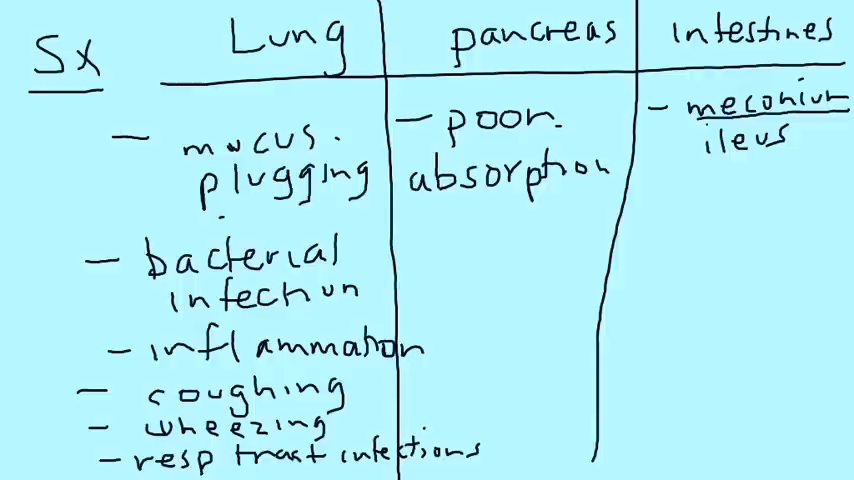 Sx Lung pancreas intestines
- mucus.
plugging
- bacterial
infection
- inflammation
- coughing
- wheezing
- resp tract infections
- poor.
absorption
- meconium
ileus